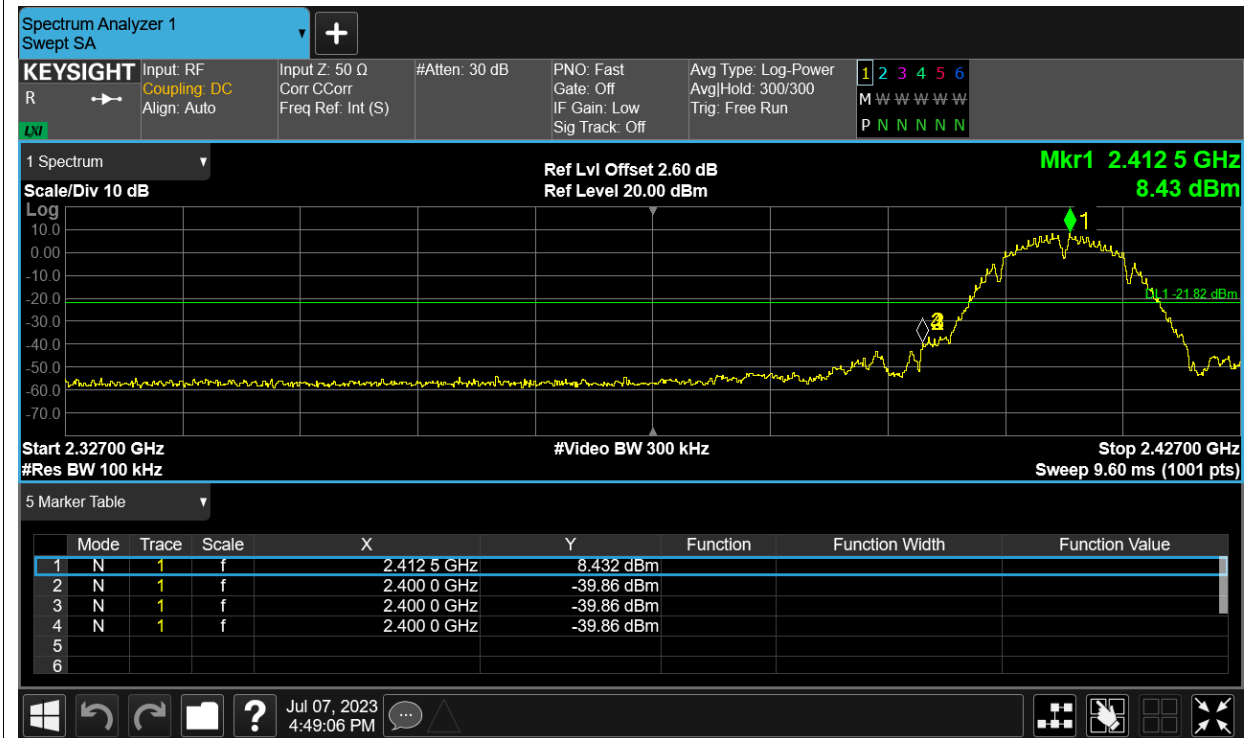 Spectrum Analyzer 1
Swept SA
+
KEYSIGHT Input: RF Input Z: 50 Ω #Atten: 30 dB PNO: Fast Avg Type: Log-Power 1 2 3 4 5 6
R Coupling: DC Corr CCorr Gate: Off Avg|Hold: 300/300 M W W W W W
Align: Auto Freq Ref: Int (S) IF Gain: Low Trig: Free Run
LXI Sig Track: Off P N N N N N
1 Spectrum Ref Lvl Offset 2.60 dB Mkr1 2.412 5 GHz
Scale/Div 10 dB Ref Level 20.00 dBm 8.43 dBm
Log
1
10.0
0.00
-10.0
-20.0
DL1 -21.82 dBm
-30.0
-40.0
-50.0
-60.0
-70.0
Start 2.32700 GHz #Video BW 300 kHz Stop 2.42700 GHz
#Res BW 100 kHz Sweep 9.60 ms (1001 pts)
5 Marker Table
Mode Trace Scale X Y Function Function Width Function Value
1 N 1 f 2.412 5 GHz 8.432 dBm
2 N 1 f 2.400 0 GHz -39.86 dBm
3 N 1 f 2.400 0 GHz -39.86 dBm
4 N 1 f 2.400 0 GHz -39.86 dBm
5
6
?
Jul 07, 2023
4:49:06 PM